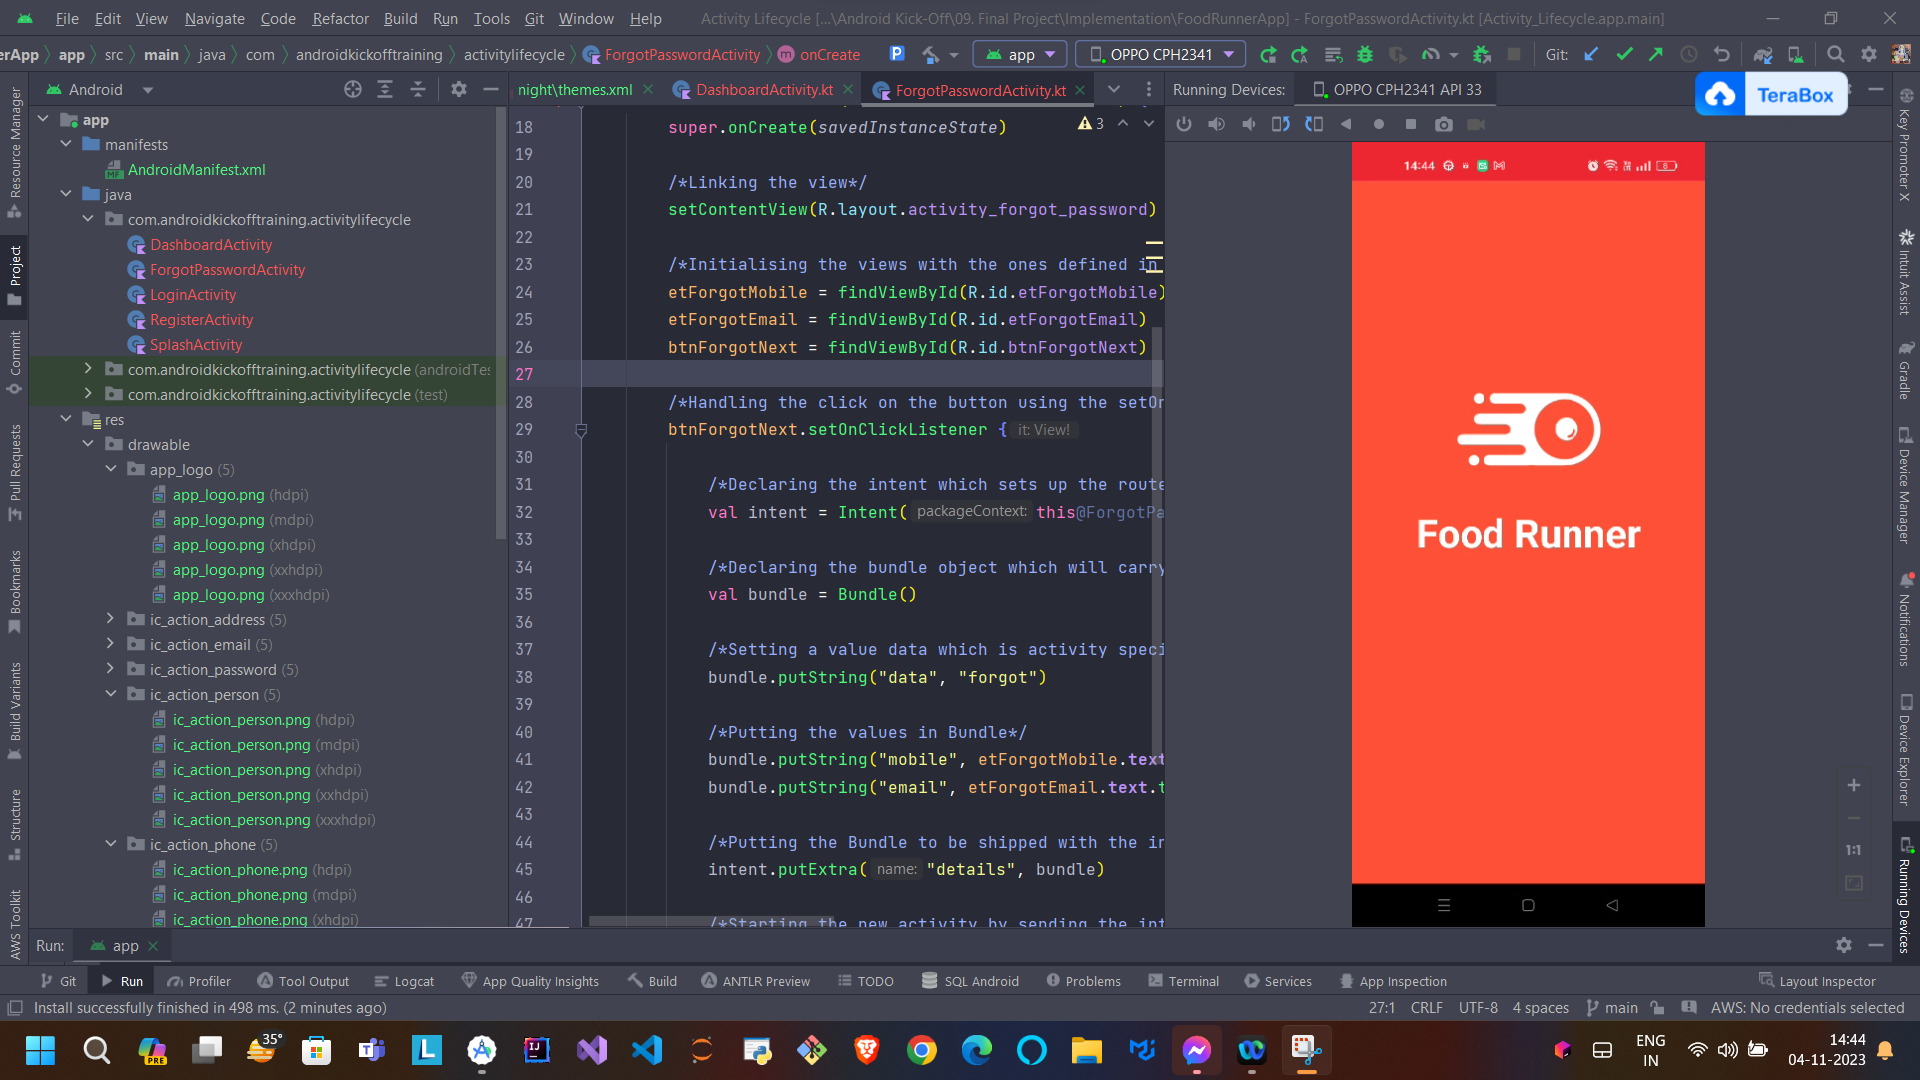 File Edit View Navigate Code Refactor Build Run Tools Git Window Help Activity Lifecycle [...\Android Kick-Off\09. Final Project\Implementation\FoodRunnerApp] - ForgotPasswordActivity.kt [Activity_Lifecycle.app.main]
erApp app src main java com androidkickofftraining activitylifecycle ForgotPasswordActivity onCreate app OPPO CPH2341 Git:
Android night\themes.xml DashboardActivity.kt ForgotPasswordActivity.kt Running Devices: OPPO CPH2341 API 33 TeraBox
Resource Manager
Project
Commit
Pull Requests
Bookmarks
Build Variants
Structure
AWS Toolkit
app
manifests
AndroidManifest.xml
java
com.androidkickofftraining.activitylifecycle
DashboardActivity
ForgotPasswordActivity
LoginActivity
RegisterActivity
SplashActivity
com.androidkickofftraining.activitylifecycle (androidTes
com.androidkickofftraining.activitylifecycle (test)
res
drawable
app_logo (5)
app_logo.png (hdpi)
app_logo.png (mdpi)
app_logo.png (xhdpi)
app_logo.png (xxhdpi)
app_logo.png (xxxhdpi)
ic_action_address (5)
ic_action_email (5)
ic_action_password (5)
ic_action_person (5)
ic_action_person.png (hdpi)
ic_action_person.png (mdpi)
ic_action_person.png (xhdpi)
ic_action_person.png (xxhdpi)
ic_action_person.png (xxxhdpi)
ic_action_phone (5)
ic_action_phone.png (hdpi)
ic_action_phone.png (mdpi)
ic_action_phone.png (xhdpi)
3
18 super.onCreate(savedInstanceState)
19
20 /*Linking the view*/
21 setContentView(R.layout.activity_forgot_password)
22
23 /*Initialising the views with the ones defined in
24 etForgotMobile = findViewById(R.id.etForgotMobile)
25 etForgotEmail = findViewById(R.id.etForgotEmail)
26 btnForgotNext = findViewById(R.id.btnForgotNext)
27
28 /*Handling the click on the button using the setOn
29 btnForgotNext.setOnClickListener { it: View!
30
31 /*Declaring the intent which sets up the route
32 val intent = Intent( packageContext: this@ForgotPa
33
34 /*Declaring the bundle object which will carry
35 val bundle = Bundle()
36
37 /*Setting a value data which is activity speci
38 bundle.putString("data", "forgot")
39
40 /*Putting the values in Bundle*/
41 bundle.putString("mobile", etForgotMobile.text
42 bundle.putString("email", etForgotEmail.text.t
43
44 /*Putting the Bundle to be shipped with the in
45 intent.putExtra( name: "details", bundle)
46
47 /*Starting the new activity by sending the int
14:44
Food Runner
1:1
Key Promoter X
Intuit Assist
Gradle
Device Manager
Notifications
Device Explorer
Running Devices
Run: app
Git Run Profiler Tool Output Logcat App Quality Insights Build ANTLR Preview TODO SQL Android Problems Terminal Services App Inspection Layout Inspector
Install successfully finished in 498 ms. (2 minutes ago) 27:1 CRLF UTF-8 4 spaces main AWS: No credentials selected
PRE 35° ENG IN 14:44
04-11-2023